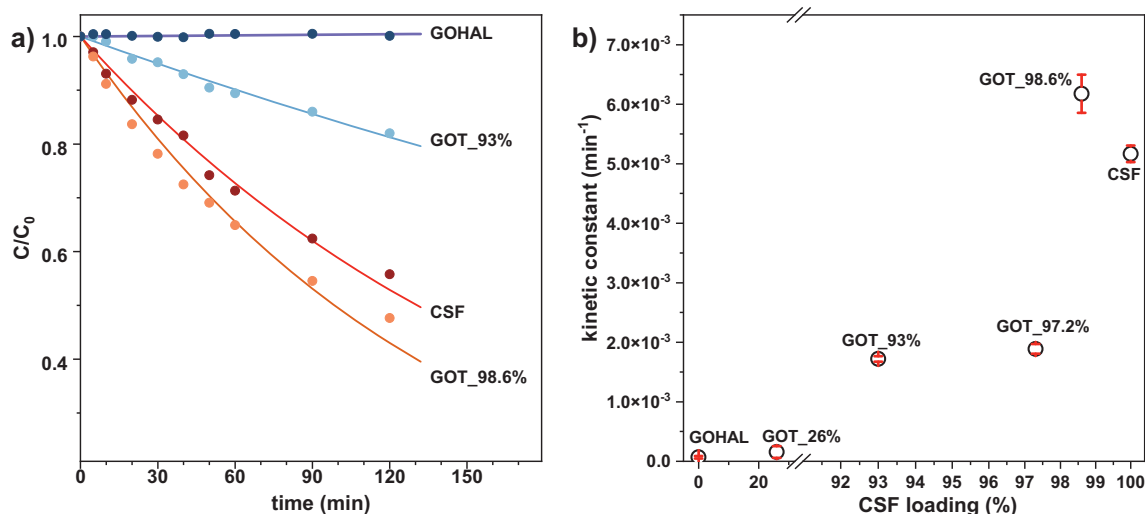 a)
C/C0
1.0
0.8
0.6
0.4
0
30
60
90
120
150
time (min)
GOHAL
GOT_93%
CSF
GOT_98.6%
b)
kinetic constant (min⁻¹)
7.0×10⁻³
6.0×10⁻³
5.0×10⁻³
4.0×10⁻³
3.0×10⁻³
2.0×10⁻³
1.0×10⁻³
0.0
GOT_98.6%
CSF
GOT_97.2%
GOT_93%
GOHAL
GOT_26%
0
20
92
93
94
95
96
97
98
99
100
CSF loading (%)